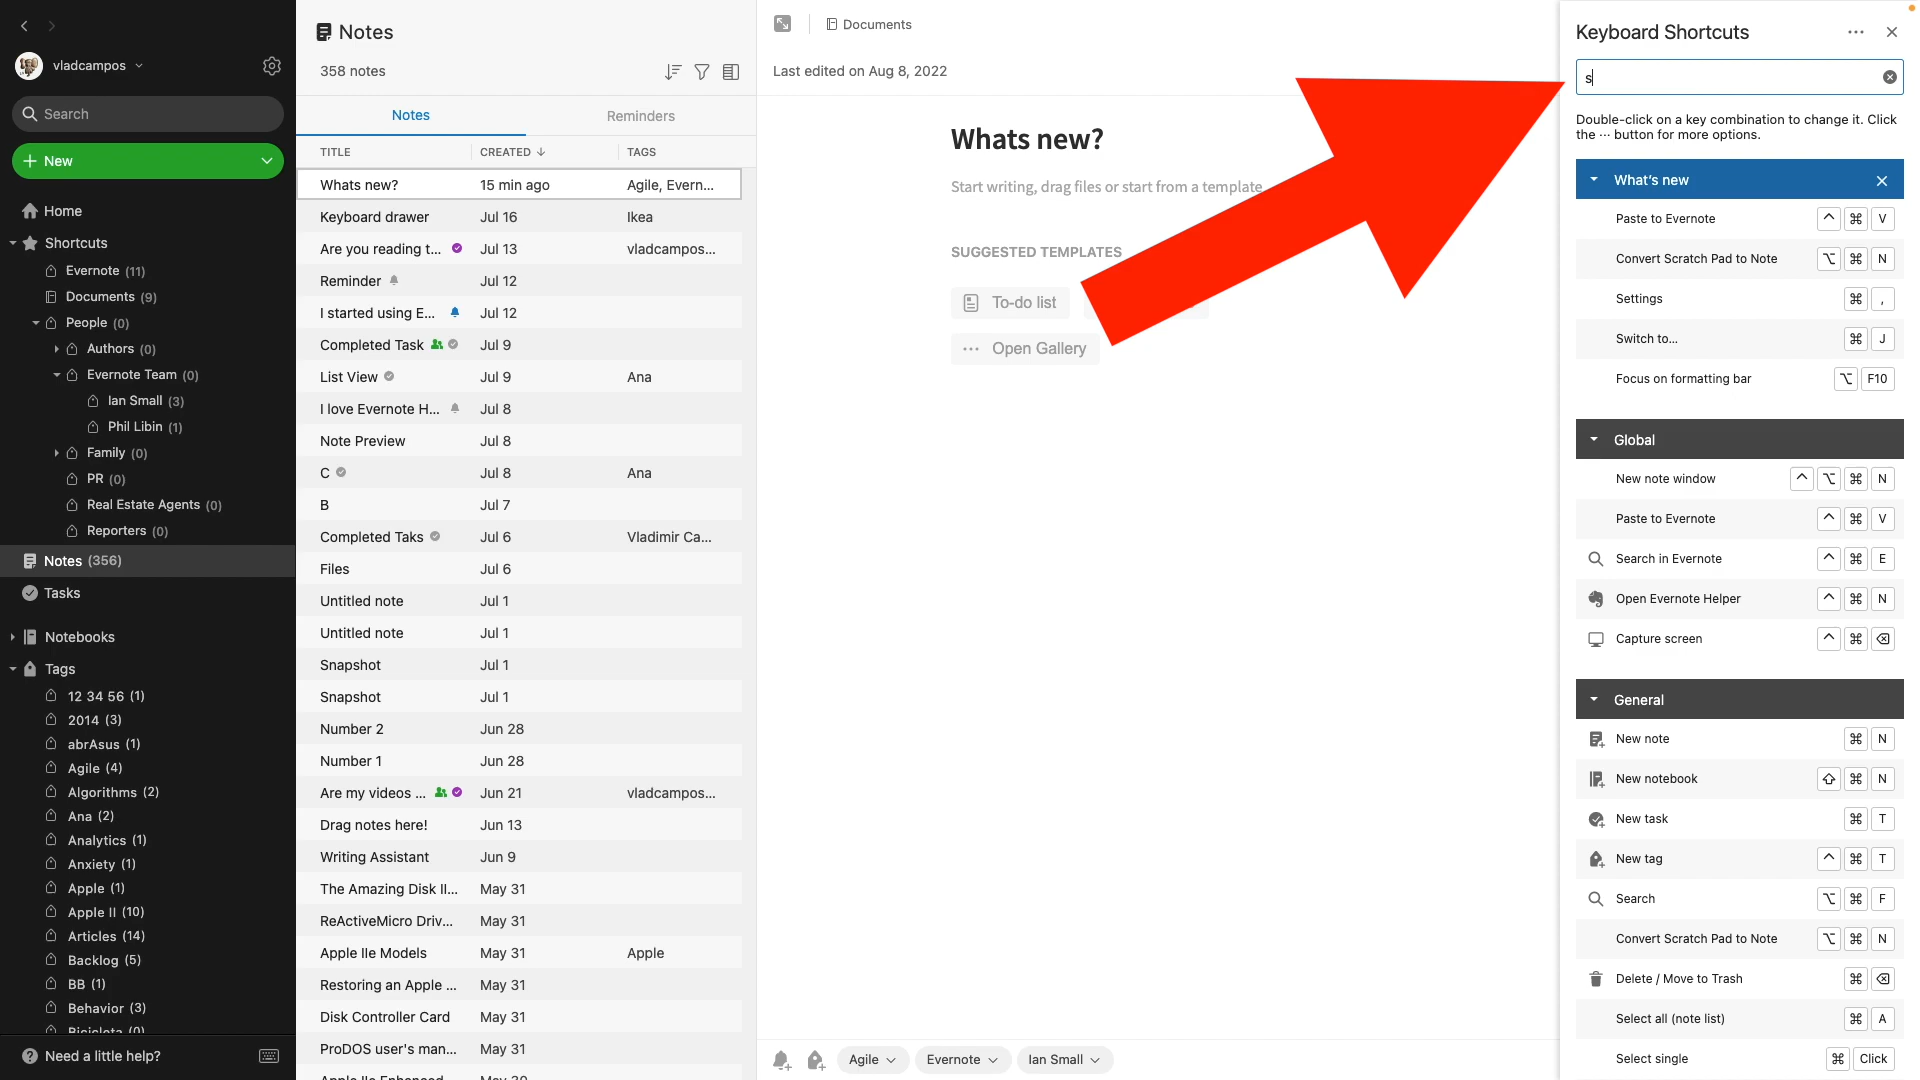 vladcampos
Search
New
Home
Shortcuts
Evernote (11)
Documents (9)
People (0)
Authors (0)
Evernote Team (0)
Ian Small (3)
Phil Libin (1)
Family (0)
PR (0)
Real Estate Agents (0)
Reporters (0)
Notes (356)
Tasks
Notebooks
Tags
12 34 56 (1)
2014 (3)
abrAsus (1)
Agile (4)
Algorithms (2)
Ana (2)
Analytics (1)
Anxiety (1)
Apple (1)
Apple II (10)
Articles (14)
Backlog (5)
BB (1)
Behavior (3)
Need a little help?
Notes
358 notes
Notes Reminders
TITLE CREATED TAGS
Whats new? 15 min ago Agile, Evern...
Keyboard drawer Jul 16 Ikea
Are you reading t... Jul 13 vladcampos...
Reminder Jul 12
I started using E... Jul 12
Completed Task Jul 9
List View Jul 9 Ana
I love Evernote H... Jul 8
Note Preview Jul 8
C Jul 8 Ana
B Jul 7
Completed Taks Jul 6 Vladimir Ca...
Files Jul 6
Untitled note Jul 1
Untitled note Jul 1
Snapshot Jul 1
Snapshot Jul 1
Number 2 Jun 28
Number 1 Jun 28
Are my videos ... Jun 21 vladcampos...
Drag notes here! Jun 13
Writing Assistant Jun 9
The Amazing Disk II... May 31
ReActiveMicro Driv... May 31
Apple IIe Models May 31 Apple
Restoring an Apple ... May 31
Disk Controller Card May 31
ProDOS user's man... May 31
Documents
Last edited on Aug 8, 2022
Whats new?
Start writing, drag files or start from a template
SUGGESTED TEMPLATES
To-do list
Open Gallery
Agile Evernote Ian Small
Keyboard Shortcuts
s
Double-click on a key combination to change it. Click
the ··· button for more options.
What's new
Paste to Evernote ^ ⌘ V
Convert Scratch Pad to Note ⌥ ⌘ N
Settings ⌘ ,
Switch to... ⌘ J
Focus on formatting bar ⌥ F10
Global
New note window ^ ⌥ ⌘ N
Paste to Evernote ^ ⌘ V
Search in Evernote ^ ⌘ E
Open Evernote Helper ^ ⌘ N
Capture screen ^ ⌘ ⌫
General
New note ⌘ N
New notebook ⇧ ⌘ N
New task ⌘ T
New tag ^ ⌘ T
Search ⌥ ⌘ F
Convert Scratch Pad to Note ⌥ ⌘ N
Delete / Move to Trash ⌘ ⌫
Select all (note list) ⌘ A
Select single ⌘ Click